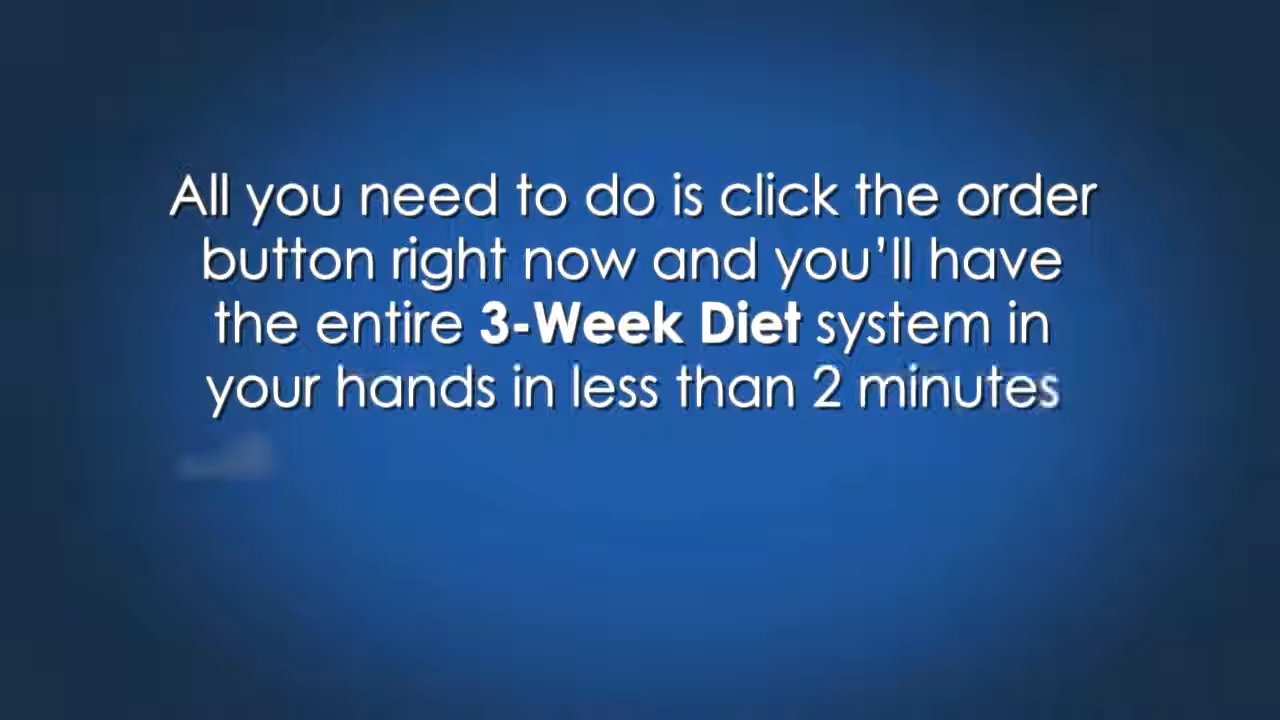 All you need to do is click the order
button right now and you’ll have
the entire 3-Week Diet system in
your hands in less than 2 minutes